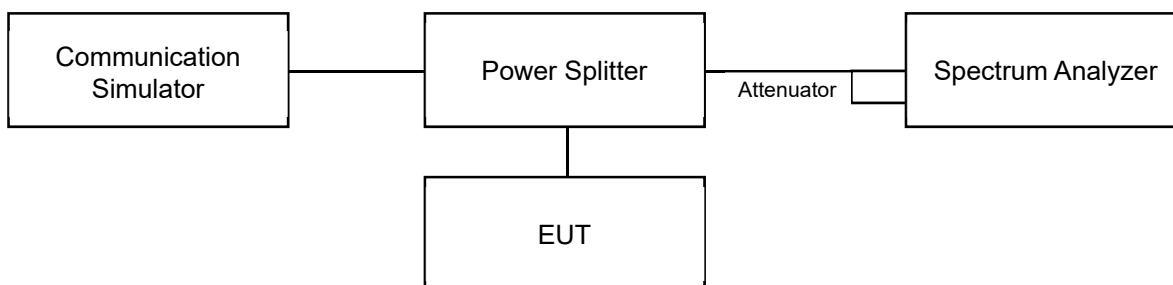 Communication
Simulator
Power Splitter
Attenuator
Spectrum Analyzer
EUT